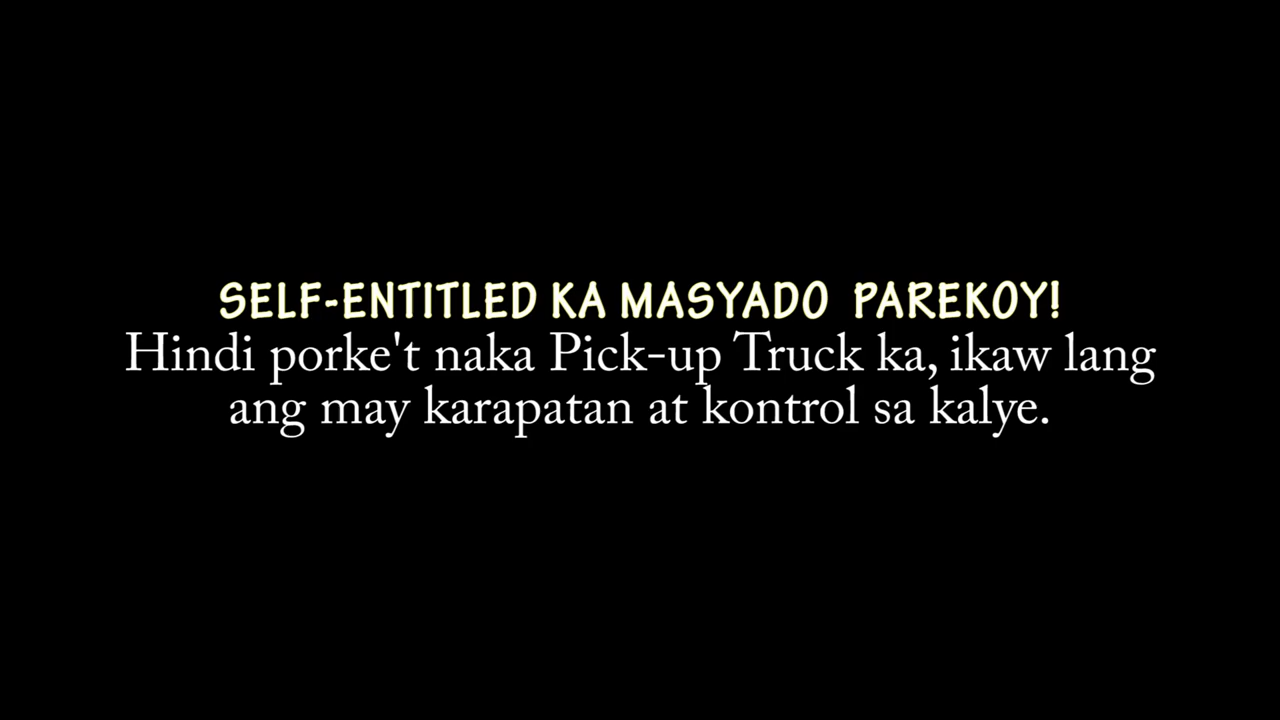 SELF-ENTITLED KA MASYADO PAREKOY!
Hindi porke't naka Pick-up Truck ka, ikaw lang
ang may karapatan at kontrol sa kalye.